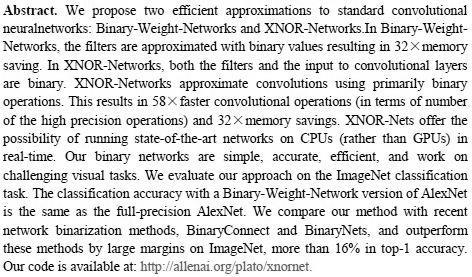 Abstract. We propose two efficient approximations to standard convolutional
neuralnetworks: Binary-Weight-Networks and XNOR-Networks.In Binary-Weight-
Networks, the filters are approximated with binary values resulting in 32×memory
saving. In XNOR-Networks, both the filters and the input to convolutional layers
are binary. XNOR-Networks approximate convolutions using primarily binary
operations. This results in 58×faster convolutional operations (in terms of number
of the high precision operations) and 32×memory savings. XNOR-Nets offer the
possibility of running state-of-the-art networks on CPUs (rather than GPUs) in
real-time. Our binary networks are simple, accurate, efficient, and work on
challenging visual tasks. We evaluate our approach on the ImageNet classification
task. The classification accuracy with a Binary-Weight-Network version of AlexNet
is the same as the full-precision AlexNet. We compare our method with recent
network binarization methods, BinaryConnect and BinaryNets, and outperform
these methods by large margins on ImageNet, more than 16% in top-1 accuracy.
Our code is available at: http://allenai.org/plato/xnornet.